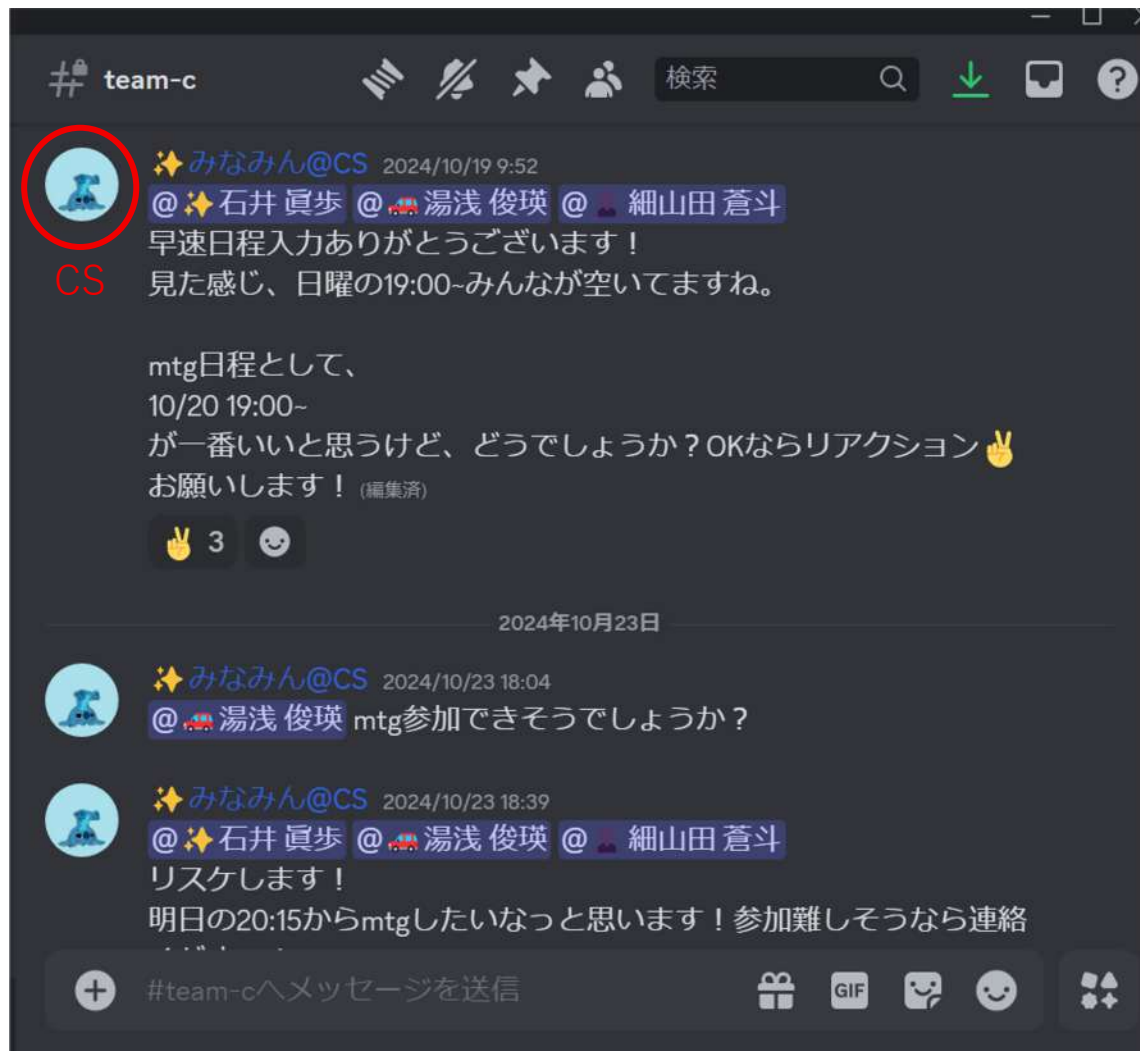 team-c
検索
✨みなみん@CS 2024/10/19 9:52
@✨石井 眞歩 @🚗湯浅 俊瑛 @ 細山田 蒼斗
早速日程入力ありがとうございます！
CS
見た感じ、日曜の19:00~みんなが空いてますね。
mtg日程として、
10/20 19:00~
が一番いいと思うけど、どうでしょうか？OKならリアクション✌
お願いします！ (編集済)
✌ 3
2024年10月23日
✨みなみん@CS 2024/10/23 18:04
@🚗湯浅 俊瑛 mtg参加できそうでしょうか？
✨みなみん@CS 2024/10/23 18:39
@✨石井 眞歩 @🚗湯浅 俊瑛 @ 細山田 蒼斗
リスケします！
明日の20:15からmtgしたいなっと思います！参加難しそうなら連絡
#team-cへメッセージを送信
GIF